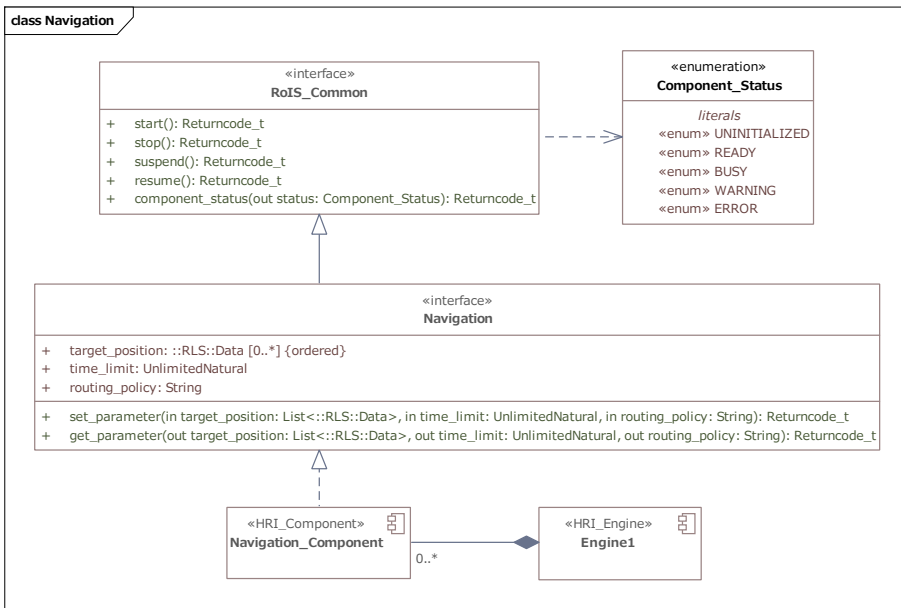 class Navigation
«interface»
RoIS_Common
+ start(): Returncode_t
+ stop(): Returncode_t
+ suspend(): Returncode_t
+ resume(): Returncode_t
+ component_status(out status: Component_Status): Returncode_t
«enumeration»
Component_Status
literals
«enum» UNINITIALIZED
«enum» READY
«enum» BUSY
«enum» WARNING
«enum» ERROR
«interface»
Navigation
+ target_position: ::RLS::Data [0..*] {ordered}
+ time_limit: UnlimitedNatural
+ routing_policy: String
+ set_parameter(in target_position: List<::RLS::Data>, in time_limit: UnlimitedNatural, in routing_policy: String): Returncode_t
+ get_parameter(out target_position: List<::RLS::Data>, out time_limit: UnlimitedNatural, out routing_policy: String): Returncode_t
«HRI_Component»
Navigation_Component
0..*
«HRI_Engine»
Engine1